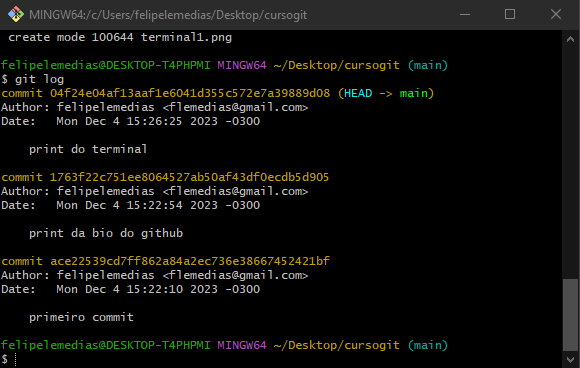 MINGW64:/c/Users/felipelemedias/Desktop/cursogit
create mode 100644 terminal1.png
felipelemedias@DESKTOP-T4PHPMI MINGW64 ~/Desktop/cursogit (main)
$ git log
commit 04f24e04af13aaf1e6041d355c572e7a39889d08 (HEAD -> main)
Author: felipelemedias <flemedias@gmail.com>
Date:   Mon Dec 4 15:26:25 2023 -0300
print do terminal
commit 1763f22c751ee8064527ab50af43df0ecdb5d905
Author: felipelemedias <flemedias@gmail.com>
Date:   Mon Dec 4 15:22:54 2023 -0300
print da bio do github
commit ace22539cd7ff862a84a2ec736e38667452421bf
Author: felipelemedias <flemedias@gmail.com>
Date:   Mon Dec 4 15:22:10 2023 -0300
primeiro commit
felipelemedias@DESKTOP-T4PHPMI MINGW64 ~/Desktop/cursogit (main)
$